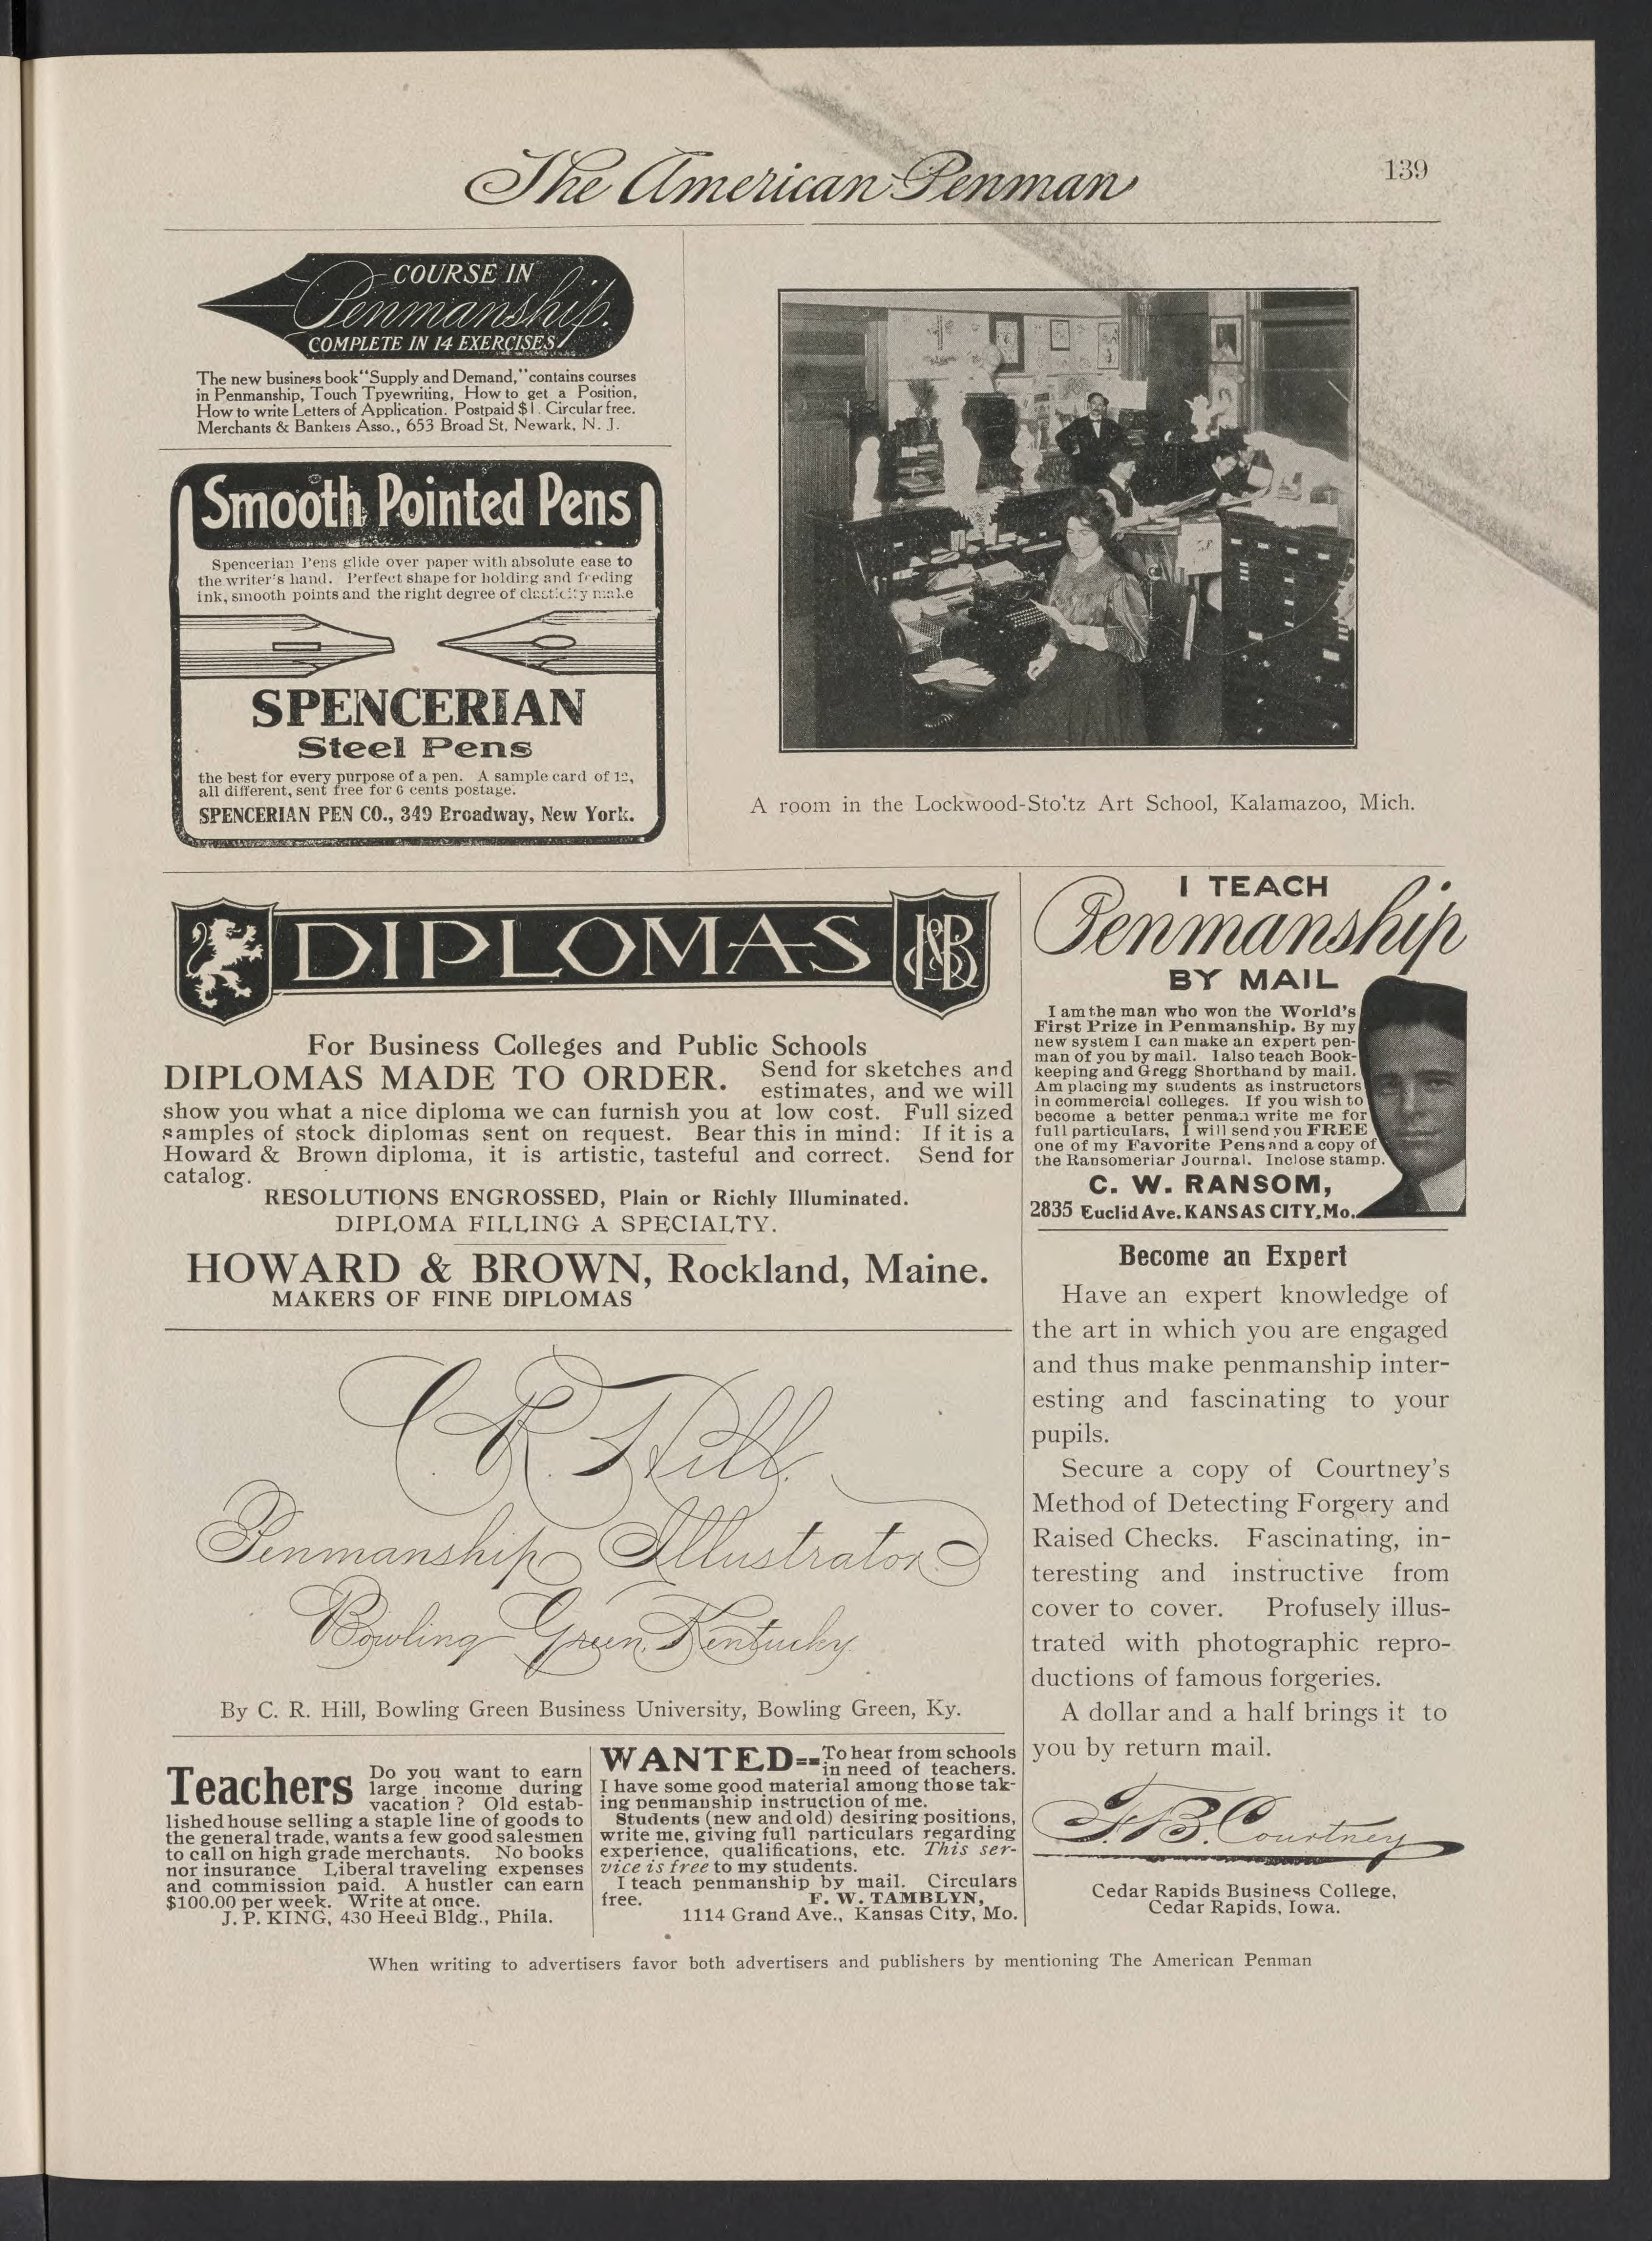 The American Penman
139
COURSE IN
Penmanship.
COMPLETE IN 14 EXERCISES
The new business book "Supply and Demand," contains courses
in Penmanship, Touch Tpyewriting, How to get a Position,
How to write Letters of Application. Postpaid $1. Circular free.
Merchants & Bankers Asso., 653 Broad St, Newark, N. J.
Smooth Pointed Pens
Spencerian Pens glide over paper with absolute ease to
the writer's hand. Perfect shape for holding and feeding
ink, smooth points and the right degree of elasticity make
SPENCERIAN
Steel Pens
the best for every purpose of a pen. A sample card of 12,
all different, sent free for 6 cents postage.
SPENCERIAN PEN CO., 349 Broadway, New York.
A room in the Lockwood-Stoltz Art School, Kalamazoo, Mich.
DIPLOMAS
H&B
For Business Colleges and Public Schools
DIPLOMAS MADE TO ORDER. Send for sketches and
estimates, and we will
show you what a nice diploma we can furnish you at low cost. Full sized
samples of stock diplomas sent on request. Bear this in mind: If it is a
Howard & Brown diploma, it is artistic, tasteful and correct. Send for
catalog.
RESOLUTIONS ENGROSSED, Plain or Richly Illuminated.
DIPLOMA FILLING A SPECIALTY.
HOWARD & BROWN, Rockland, Maine.
MAKERS OF FINE DIPLOMAS
C. R. Hill.
Penmanship Illustrator
Bowling Green, Kentucky.
By C. R. Hill, Bowling Green Business University, Bowling Green, Ky.
Teachers Do you want to earn
large income during
vacation? Old estab-
lished house selling a staple line of goods to
the general trade, wants a few good salesmen
to call on high grade merchants. No books
nor insurance Liberal traveling expenses
and commission paid. A hustler can earn
$100.00 per week. Write at once.
J. P. KING, 430 Heed Bldg., Phila.
WANTED==To hear from schools
in need of teachers.
I have some good material among those tak-
ing penmanship instruction of me.
Students (new and old) desiring positions,
write me, giving full particulars regarding
experience, qualifications, etc. This ser-
vice is free to my students.
I teach penmanship by mail. Circulars
free. F. W. TAMBLYN,
1114 Grand Ave., Kansas City, Mo.
I TEACH
Penmanship
BY MAIL
I am the man who won the World's
First Prize in Penmanship. By my
new system I can make an expert pen-
man of you by mail. I also teach Book-
keeping and Gregg Shorthand by mail.
Am placing my students as instructors
in commercial colleges. If you wish to
become a better penman write me for
full particulars, I will send you FREE
one of my Favorite Pens and a copy of
the Ransomeriar Journal. Inclose stamp.
C. W. RANSOM,
2835 Euclid Ave. KANSAS CITY, Mo.
Become an Expert
Have an expert knowledge of
the art in which you are engaged
and thus make penmanship inter-
esting and fascinating to your
pupils.
Secure a copy of Courtney's
Method of Detecting Forgery and
Raised Checks. Fascinating, in-
teresting and instructive from
cover to cover. Profusely illus-
trated with photographic repro-
ductions of famous forgeries.
A dollar and a half brings it to
you by return mail.
F. B. Courtney
Cedar Rapids Business College,
Cedar Rapids, Iowa.
When writing to advertisers favor both advertisers and publishers by mentioning The American Penman